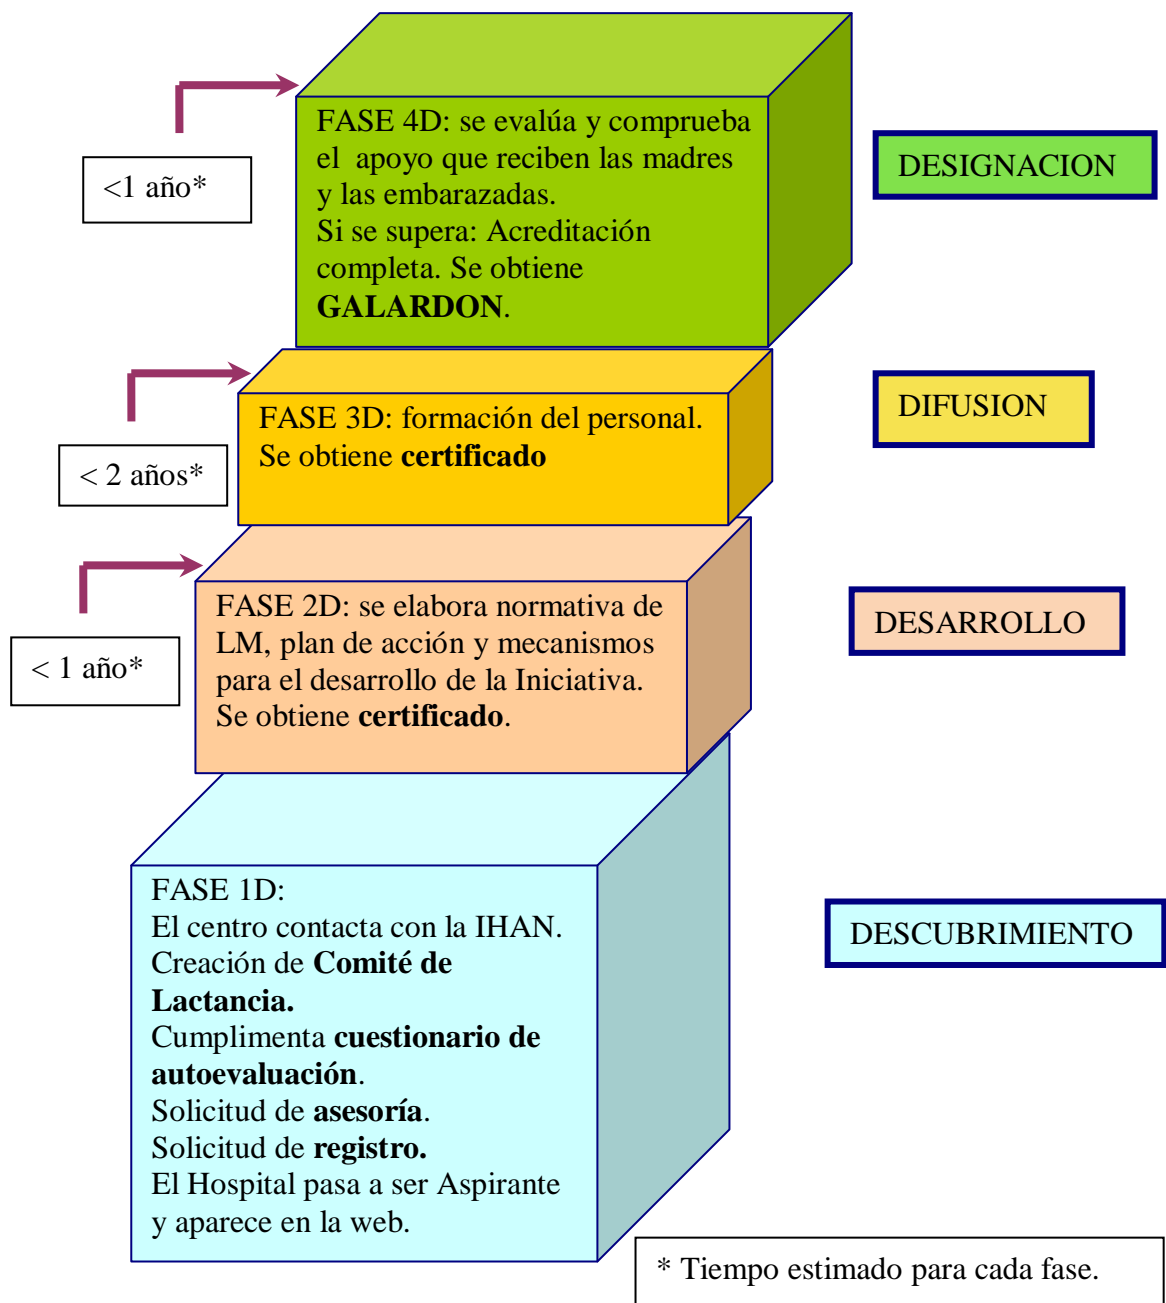 FASE 4D: se evalúa y comprueba
el apoyo que reciben las madres
y las embarazadas.
Si se supera: Acreditación
completa. Se obtiene
GALARDON.
<1 año*
DESIGNACION
FASE 3D: formación del personal.
Se obtiene certificado
< 2 años*
DIFUSION
FASE 2D: se elabora normativa de
LM, plan de acción y mecanismos
para el desarrollo de la Iniciativa.
Se obtiene certificado.
< 1 año*
DESARROLLO
FASE 1D:
El centro contacta con la IHAN.
Creación de Comité de
Lactancia.
Cumplimenta cuestionario de
autoevaluación.
Solicitud de asesoría.
Solicitud de registro.
El Hospital pasa a ser Aspirante
y aparece en la web.
DESCUBRIMIENTO
* Tiempo estimado para cada fase.